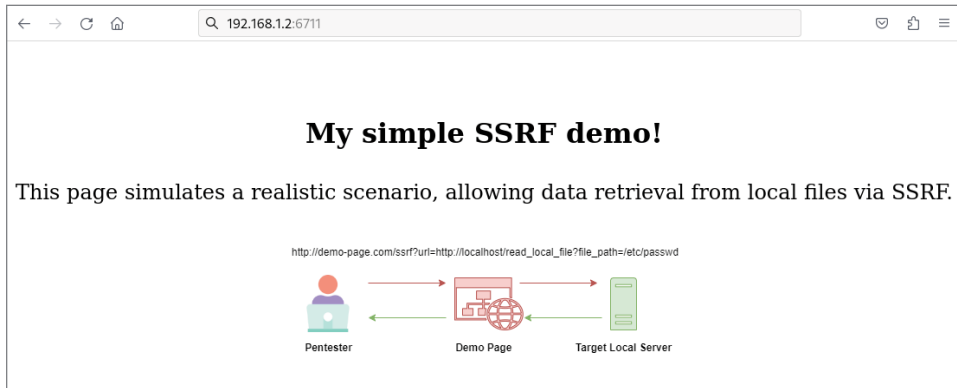 192.168.1.2:6711
My simple SSRF demo!
This page simulates a realistic scenario, allowing data retrieval from local files via SSRF.
http://demo-page.com/ssrf?url=http://localhost/read_local_file?file_path=/etc/passwd
Pentester Demo Page Target Local Server